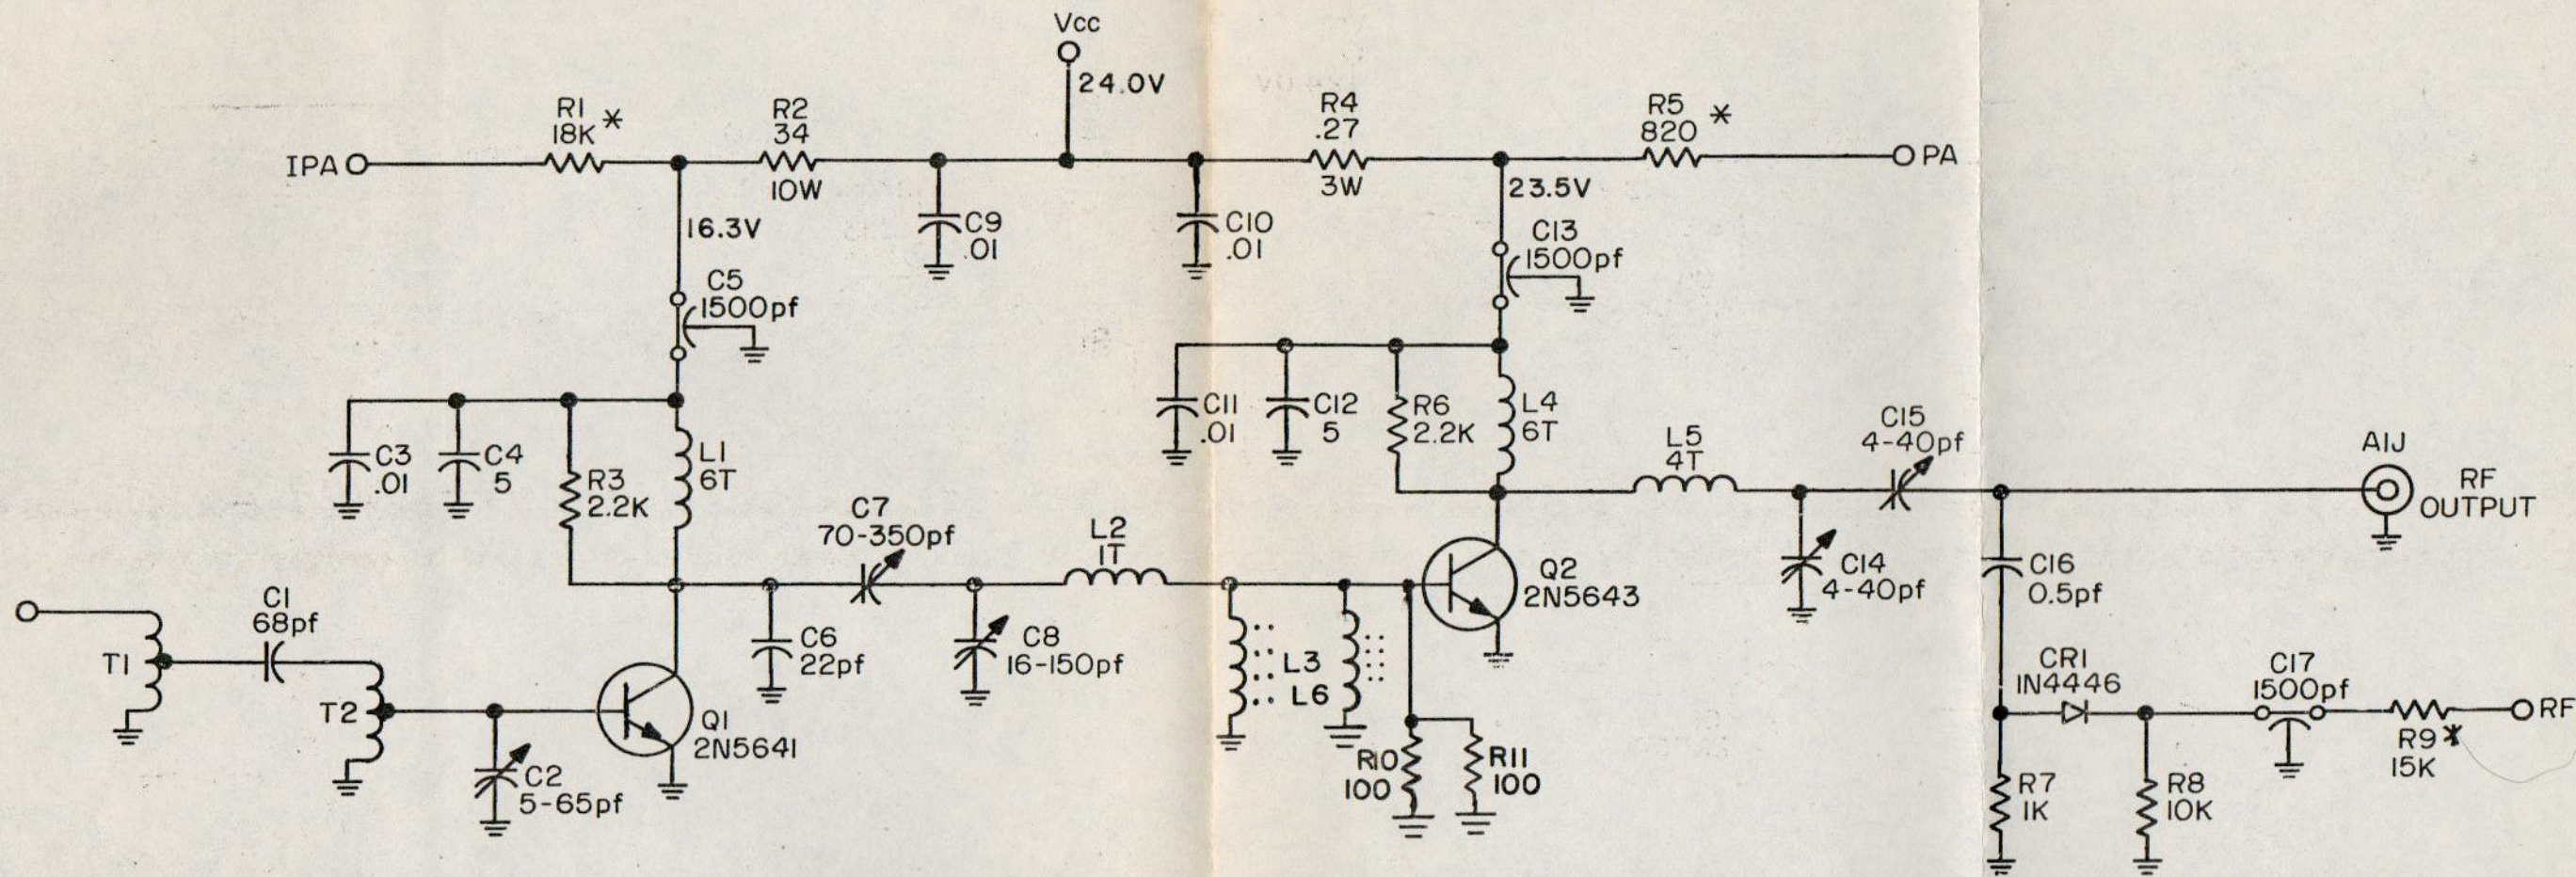 Vcc
24.0V
IPA
R1
18K *
R2
34
10W
R4
.27
3W
R5 *
820
PA
16.3V
C9
.01
C10
.01
23.5V
C5
1500pf
C13
1500pf
C3
.01
C4
5
R3
2.2K
L1
6T
C11
.01
C12
5
R6
2.2K
L4
6T
C7
70-350pf
L2
1T
L5
4T
C15
4-40pf
A1J
RF
OUTPUT
C1
68pf
T1
T2
C2
5-65pf
Q1
2N5641
C6
22pf
C8
16-150pf
L3
L6
Q2
2N5643
R10
100
R11
100
C14
4-40pf
C16
0.5pf
CR1
1N4446
C17
1500pf
R9 *
15K
RF
R7
1K
R8
10K